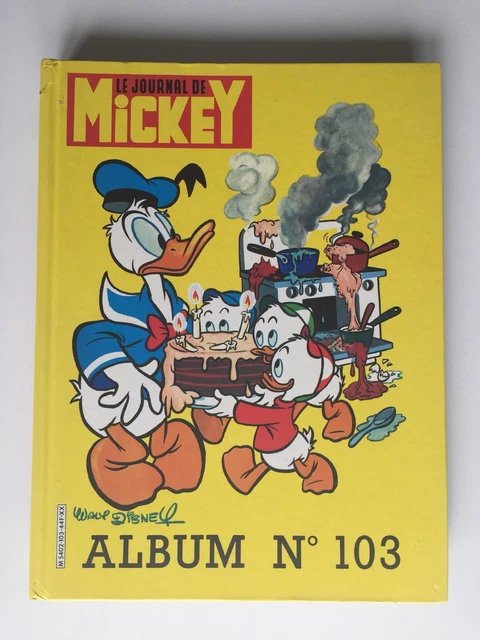 LE JOURNAL DE
MiCKEY
WALT DISNEY
M 5402-103-44F-XX
ALBUM N° 103